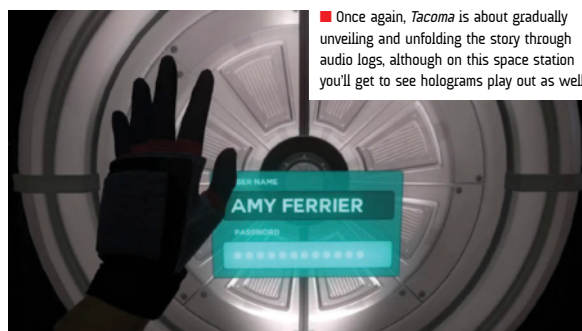 Once again, Tacoma is about gradually
unveiling and unfolding the story through
audio logs, although on this space station
you'll get to see holograms play out as well
SER NAME
AMY FERRIER
PASSWORD